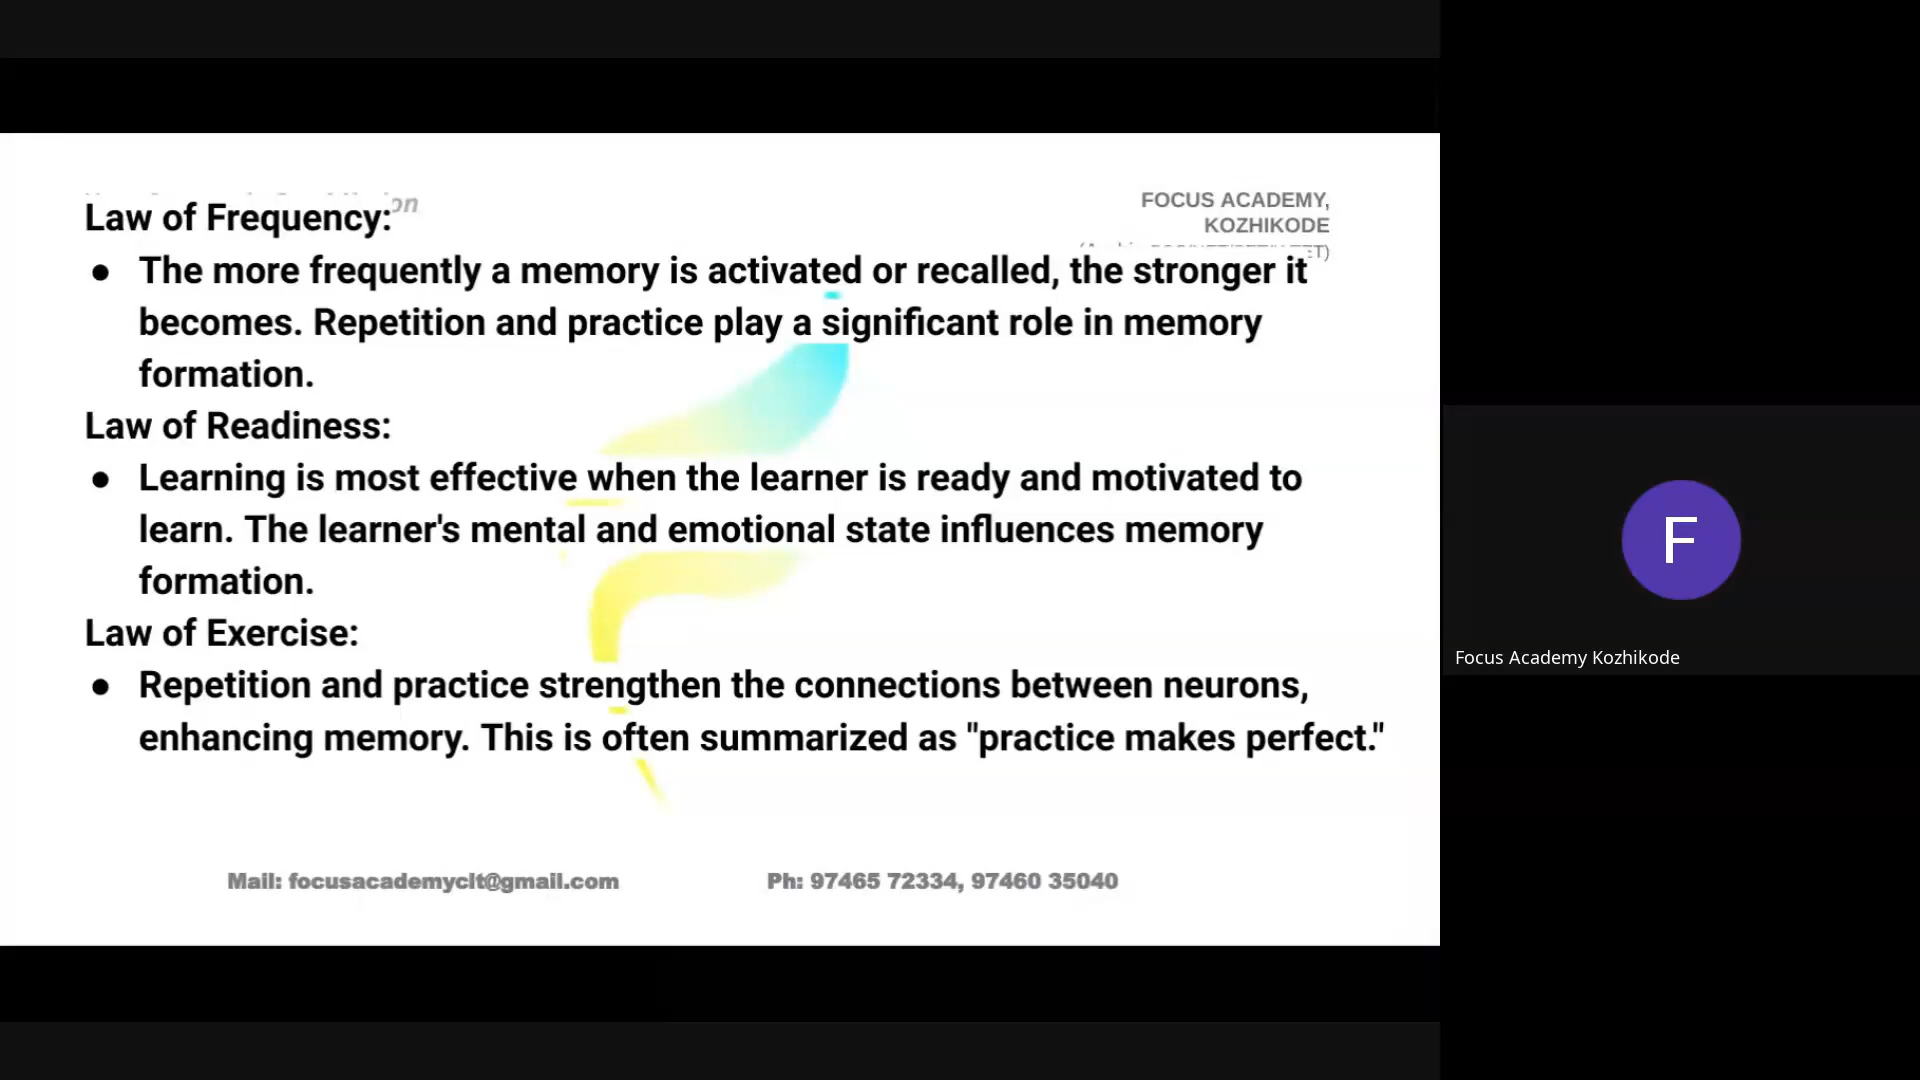 FOCUS ACADEMY,
KOZHIKODE
Law of Frequency:
● The more frequently a memory is activated or recalled, the stronger it
becomes. Repetition and practice play a significant role in memory
formation.
Law of Readiness:
● Learning is most effective when the learner is ready and motivated to
learn. The learner's mental and emotional state influences memory
formation.
Law of Exercise:
● Repetition and practice strengthen the connections between neurons,
enhancing memory. This is often summarized as "practice makes perfect."
Mail: focusacademyclt@gmail.com Ph: 97465 72334, 97460 35040
F
Focus Academy Kozhikode